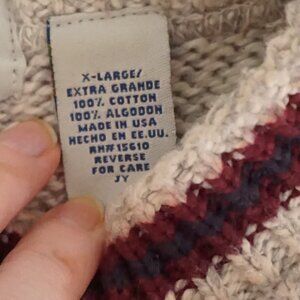 X-LARGE/
EXTRA GRANDE
100% COTTON
100% ALGODON
MADE IN USA
HECHO EN EE.UU.
RN#15610
REVERSE
FOR CARE
JY